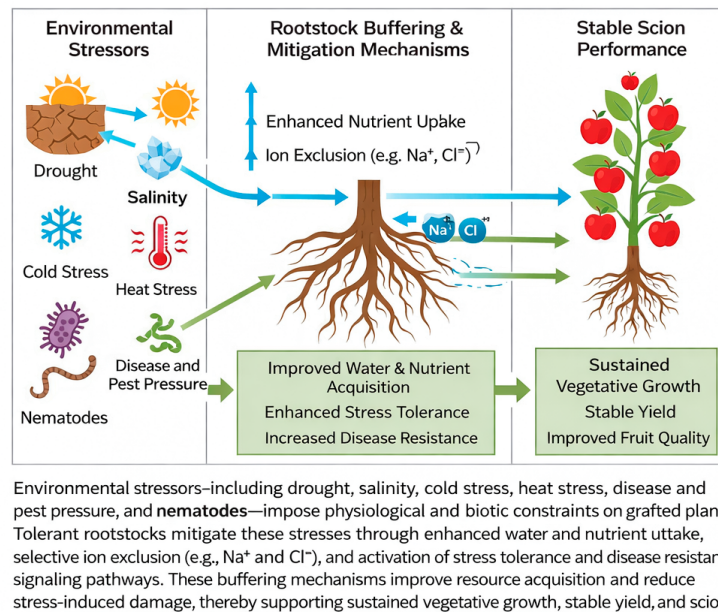 Environmental
Stressors
Drought
Salinity
Cold Stress
Heat Stress
Disease and
Pest Pressure
Nematodes
Rootstock Buffering &
Mitigation Mechanisms
Enhanced Nutrient Uptake
Ion Exclusion (e.g. Na⁺, Cl⁻)
Na⁺
Cl
Improved Water & Nutrient
Acquisition
Enhanced Stress Tolerance
Increased Disease Resistance
Stable Scion
Performance
Sustained
Vegetative Growth
Stable Yield
Improved Fruit Quality
Environmental stressors–including drought, salinity, cold stress, heat stress, disease and
pest pressure, and nematodes—impose physiological and biotic constraints on grafted plan
Tolerant rootstocks mitigate these stresses through enhanced water and nutrient uttake,
selective ion exclusion (e.g., Na⁺ and Cl⁻), and activation of stress tolerance and disease resistan
signaling pathways. These buffering mechanisms improve resource acquisition and reduce
stress-induced damage, thereby supporting sustained vegetative growth, stable yield, and scio